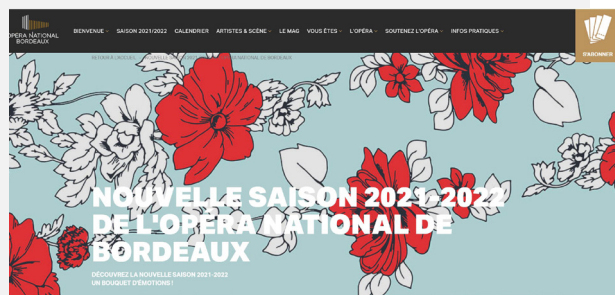 OPERA NATIONAL
BORDEAUX
BIENVENUE
SAISON 2021/2022
CALENDRIER
ARTISTES & SCÈNE
LE MAG
VOUS ÊTES
L'OPÉRA
SOUTENEZ L'OPÉRA
INFOS PRATIQUES
S'ABONNER
NOUVELLE SAISON 2021-2022
DE L'OPÉRA NATIONAL DE
BORDEAUX
DÉCOUVREZ LA NOUVELLE SAISON 2021-2022
UN BOUQUET D'ÉMOTIONS !